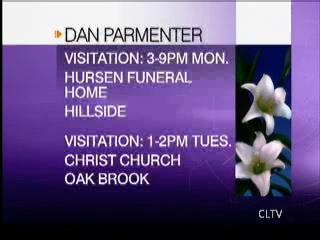 DAN PARMENTER
VISITATION: 3-9PM MON.
HURSEN FUNERAL
HOME
HILLSIDE
VISITATION: 1-2PM TUES.
CHRIST CHURCH
OAK BROOK
CLTV